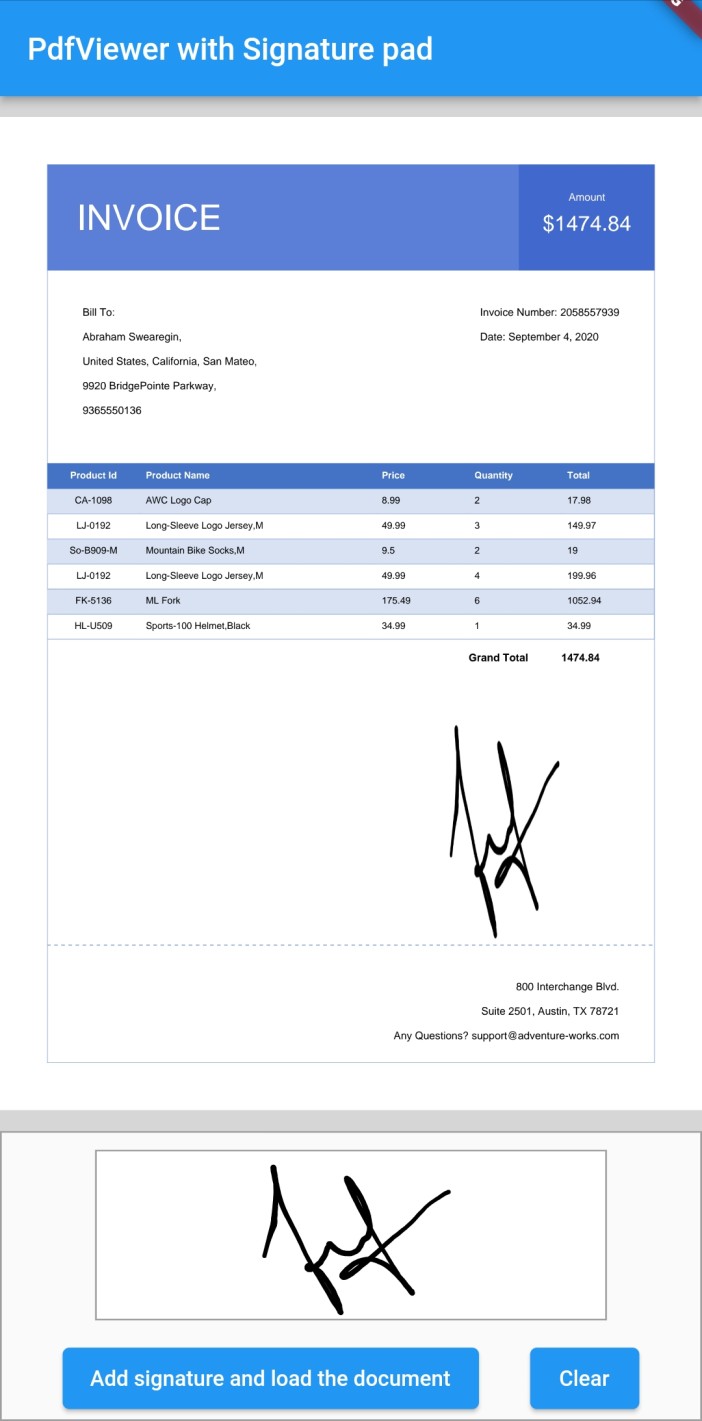 PdfViewer with Signature pad
INVOICE
Amount
$1474.84
Bill To:
Abraham Swearegin,
United States, California, San Mateo,
9920 BridgePointe Parkway,
9365550136
Invoice Number: 2058557939
Date: September 4, 2020
Product Id Product Name Price Quantity Total
CA-1098 AWC Logo Cap 8.99 2 17.98
LJ-0192 Long-Sleeve Logo Jersey,M 49.99 3 149.97
So-B909-M Mountain Bike Socks,M 9.5 2 19
LJ-0192 Long-Sleeve Logo Jersey,M 49.99 4 199.96
FK-5136 ML Fork 175.49 6 1052.94
HL-U509 Sports-100 Helmet,Black 34.99 1 34.99
Grand Total 1474.84
800 Interchange Blvd.
Suite 2501, Austin, TX 78721
Any Questions? support@adventure-works.com
Add signature and load the document
Clear